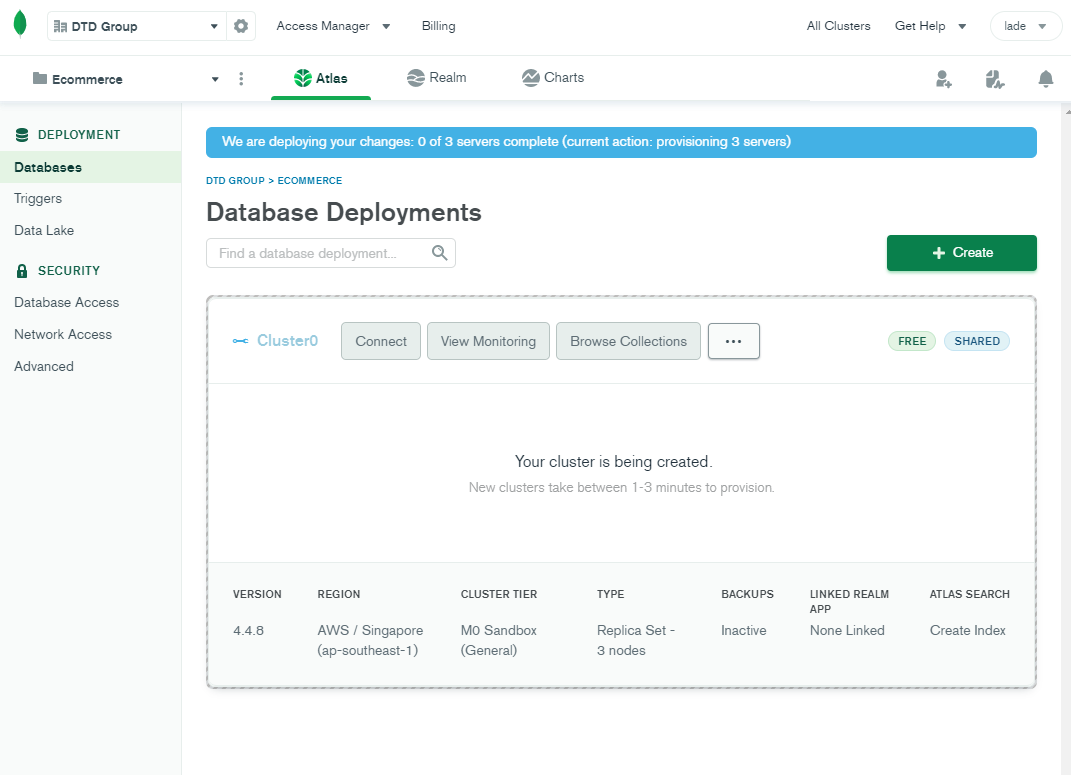 DTD Group
Access Manager
Billing
All Clusters
Get Help
lade
Ecommerce
Atlas
Realm
Charts
DEPLOYMENT
Databases
Triggers
Data Lake
SECURITY
Database Access
Network Access
Advanced
We are deploying your changes: 0 of 3 servers complete (current action: provisioning 3 servers)
DTD GROUP > ECOMMERCE
Database Deployments
Find a database deployment...
+ Create
Cluster0
Connect
View Monitoring
Browse Collections
...
FREE
SHARED
Your cluster is being created.
New clusters take between 1-3 minutes to provision.
VERSION
4.4.8
REGION
AWS / Singapore
(ap-southeast-1)
CLUSTER TIER
M0 Sandbox
(General)
TYPE
Replica Set -
3 nodes
BACKUPS
Inactive
LINKED REALM
APP
None Linked
ATLAS SEARCH
Create Index